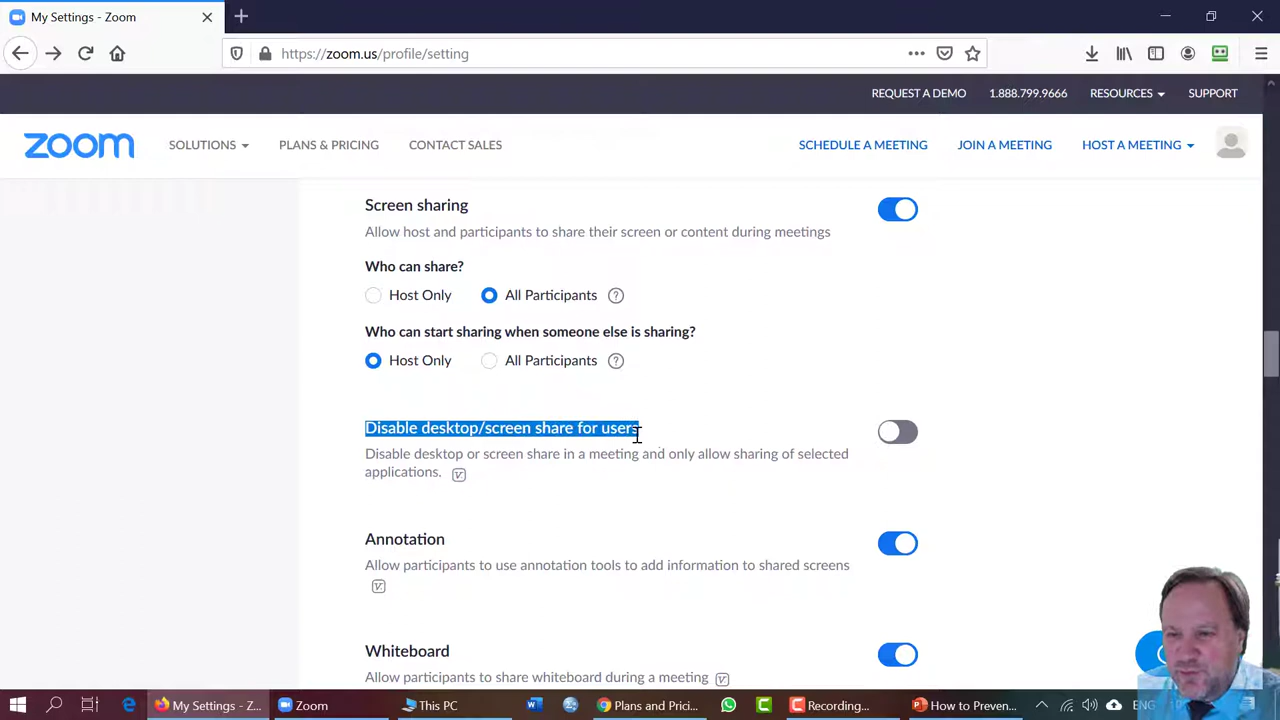 My Settings - Zoom
https://zoom.us/profile/setting
REQUEST A DEMO 1.888.799.9666 RESOURCES SUPPORT
zoom SOLUTIONS PLANS & PRICING CONTACT SALES SCHEDULE A MEETING JOIN A MEETING HOST A MEETING
Screen sharing
Allow host and participants to share their screen or content during meetings
Who can share?
Host Only All Participants ?
Who can start sharing when someone else is sharing?
Host Only All Participants ?
Disable desktop/screen share for users
Disable desktop or screen share in a meeting and only allow sharing of selected
applications.
Annotation
Allow participants to use annotation tools to add information to shared screens
Whiteboard
Allow participants to share whiteboard during a meeting
My Settings - Z... Zoom This PC Plans and Prici... Recording... How to Preven... ENG